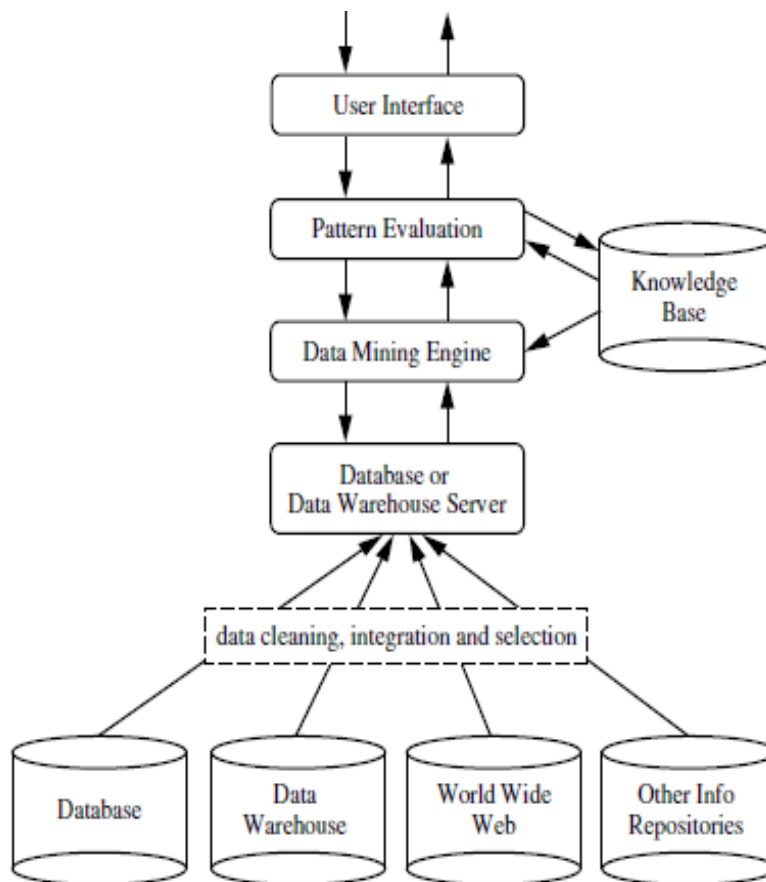 User Interface
Pattern Evaluation
Knowledge
Base
Data Mining Engine
Database or
Data Warehouse Server
data cleaning, integration and selection
Database
Data
Warehouse
World Wide
Web
Other Info
Repositories